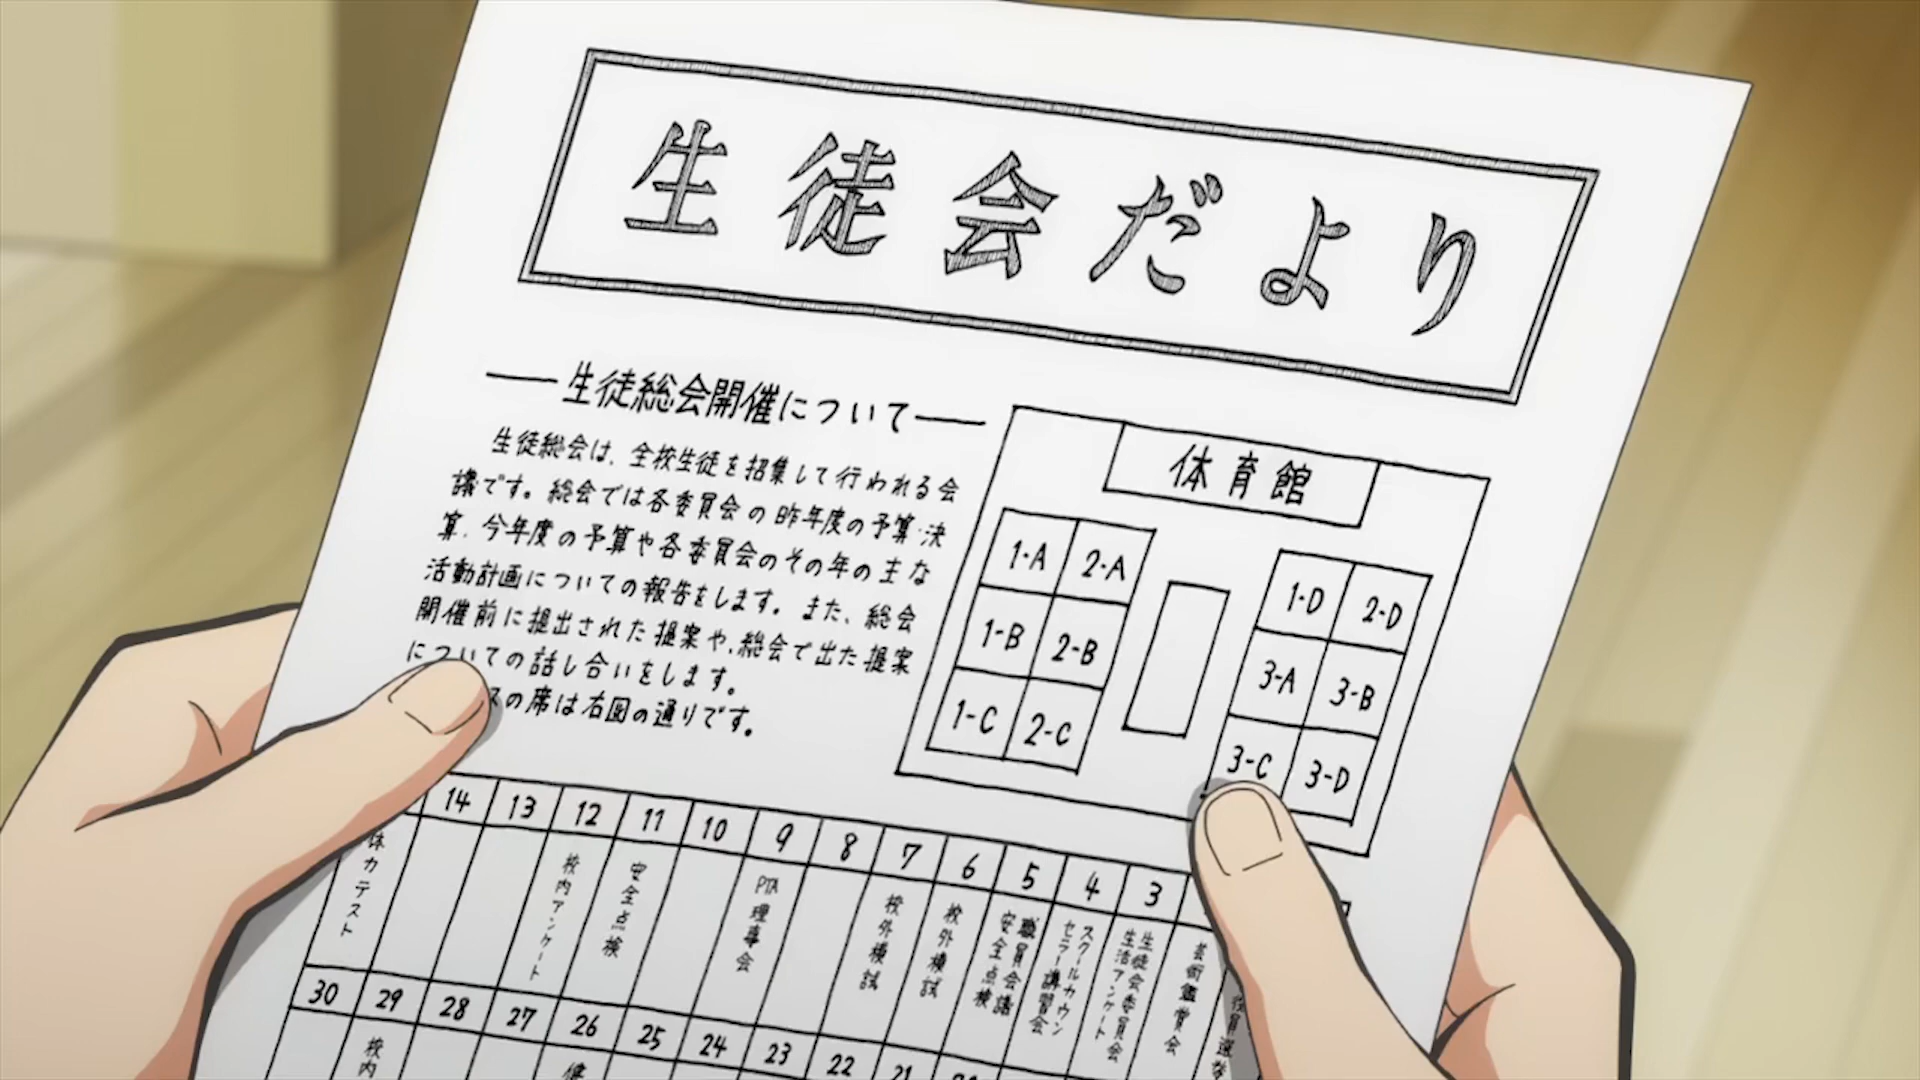 生徒会だより
生徒総会開催について
生徒総会は、全校生徒を招集して行われる会
議です。総会では各委員会の昨年度の予算・決
算、今年度の予算や各委員会のその年の主な
活動計画についての報告をします。また、総会
開催前に提出された提案や、総会で出た提案
についての話し合いをします。
スの席は右図の通りです。
体育館
1-A 2-A
1-B 2-B
1-C 2-C
1-D 2-D
3-A 3-B
3-C 3-D
14 13 12 11 10 9 8 7 6 5 4 3
体力テスト
校内アンケート
安全点検
PTA理事会
校外模試
校外模試
職員会議
安全点検
スクールカウン
セラー講習会
生徒会委員会
生活アンケート
芸術鑑賞会
役員選挙
30 29 28 27 26 25 24 23 22 21
校内